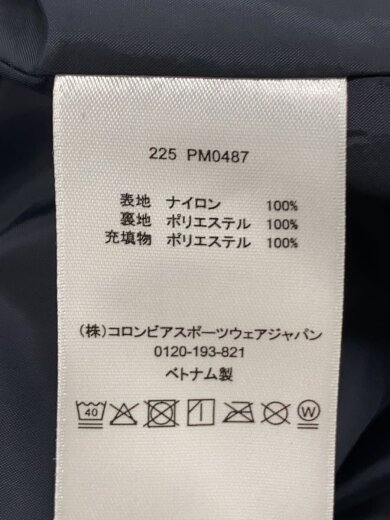 225 PM0487
表地 ナイロン 100%
裏地 ポリエステル 100%
充填物 ポリエステル 100%
(株)コロンビアスポーツウェアジャパン
0120-193-821
ベトナム製
40 W